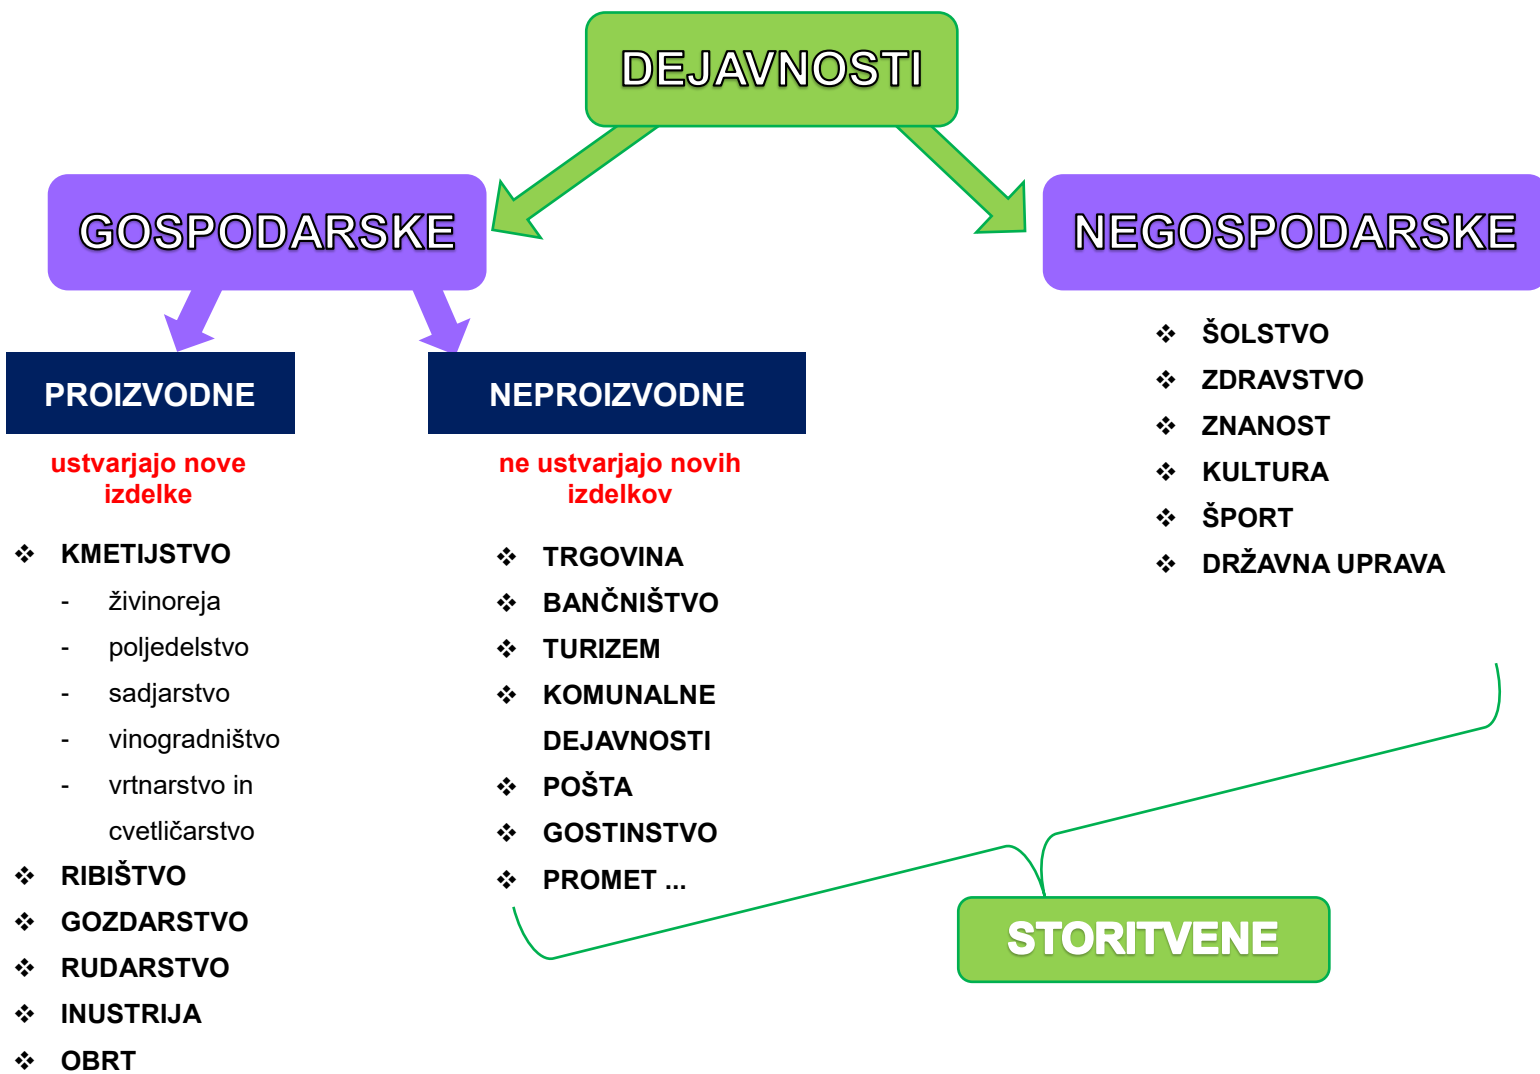 DEJAVNOSTI
GOSPODARSKE
NEGOSPODARSKE
PROIZVODNE
ustvarjajo nove
izdelke
❖ KMETIJSTVO
- živinoreja
- poljedelstvo
- sadjarstvo
- vinogradništvo
- vrtnarstvo in
cvetličarstvo
❖ RIBIŠTVO
❖ GOZDARSTVO
❖ RUDARSTVO
❖ INUSTRIJA
❖ OBRT
NEPROIZVODNE
ne ustvarjajo novih
izdelkov
❖ TRGOVINA
❖ BANČNIŠTVO
❖ TURIZEM
❖ KOMUNALNE
DEJAVNOSTI
❖ POŠTA
❖ GOSTINSTVO
❖ PROMET ...
❖ ŠOLSTVO
❖ ZDRAVSTVO
❖ ZNANOST
❖ KULTURA
❖ ŠPORT
❖ DRŽAVNA UPRAVA
STORITVENE